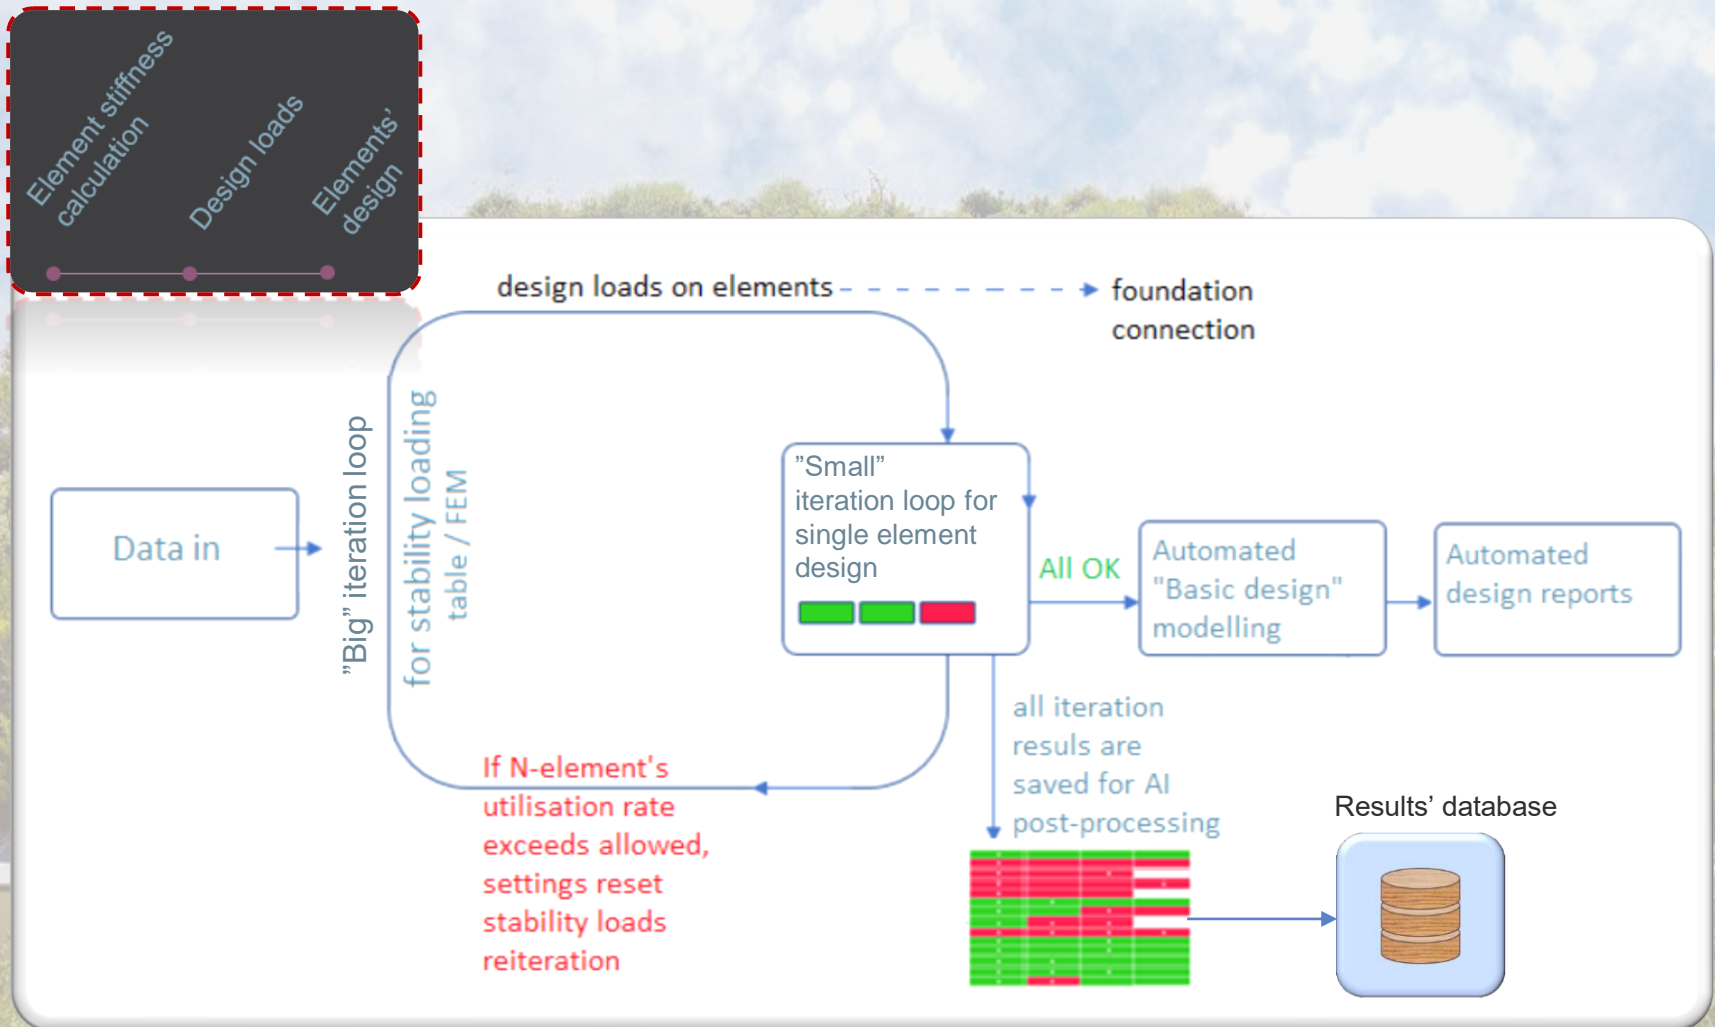 Element stiffness
calculation
Design loads
Elements’
design
design loads on elements
foundation
connection
”Big” iteration loop
for stability loading
table / FEM
Data in
”Small”
iteration loop for
single element
design
All OK
Automated
"Basic design"
modelling
Automated
design reports
all iteration
resuls are
saved for AI
post-processing
If N-element's
utilisation rate
exceeds allowed,
settings reset
stability loads
reiteration
Results’ database